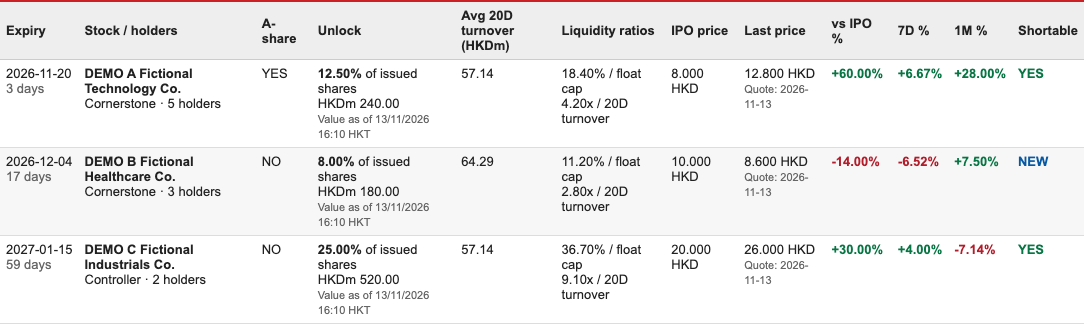 Expiry Stock / holders A-share Unlock Avg 20D turnover (HKDm) Liquidity ratios IPO price Last price vs IPO % 7D % 1M % Shortable
2026-11-20
3 days
DEMO A Fictional
Technology Co.
Cornerstone · 5 holders
YES
12.50% of issued
shares
HKDm 240.00
Value as of 13/11/2026
16:10 HKT
57.14
18.40% / float
cap
4.20x / 20D
turnover
8.000
HKD
12.800 HKD
Quote: 2026-
11-13
+60.00%
+6.67%
+28.00%
YES
2026-12-04
17 days
DEMO B Fictional
Healthcare Co.
Cornerstone · 3 holders
NO
8.00% of issued
shares
HKDm 180.00
Value as of 13/11/2026
16:10 HKT
64.29
11.20% / float
cap
2.80x / 20D
turnover
10.000
HKD
8.600 HKD
Quote: 2026-
11-13
-14.00%
-6.52%
+7.50%
NEW
2027-01-15
59 days
DEMO C Fictional
Industrials Co.
Controller · 2 holders
NO
25.00% of issued
shares
HKDm 520.00
Value as of 13/11/2026
16:10 HKT
57.14
36.70% / float
cap
9.10x / 20D
turnover
20.000
HKD
26.000 HKD
Quote: 2026-
11-13
+30.00%
+4.00%
-7.14%
YES